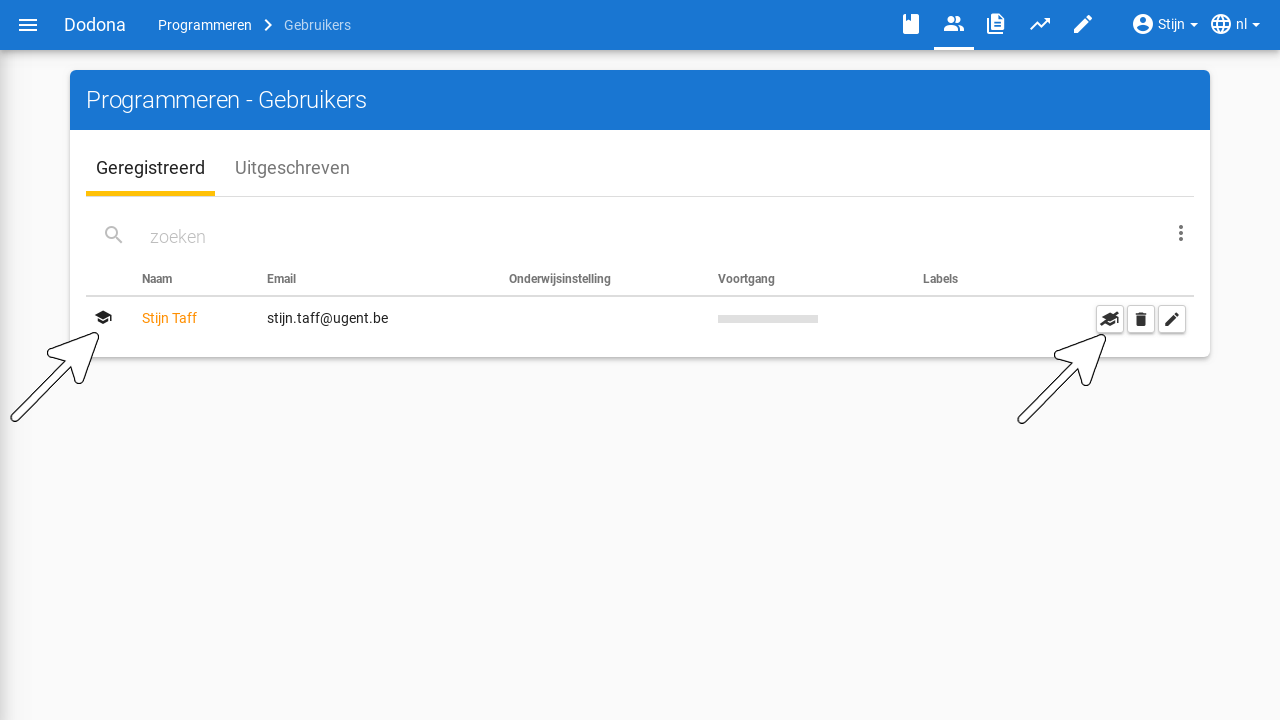 Dodona Programmeren Gebruikers Stijn nl
Programmeren - Gebruikers
Geregistreerd Uitgeschreven
zoeken
Naam Email Onderwijsinstelling Voortgang Labels
Stijn Taff stijn.taff@ugent.be